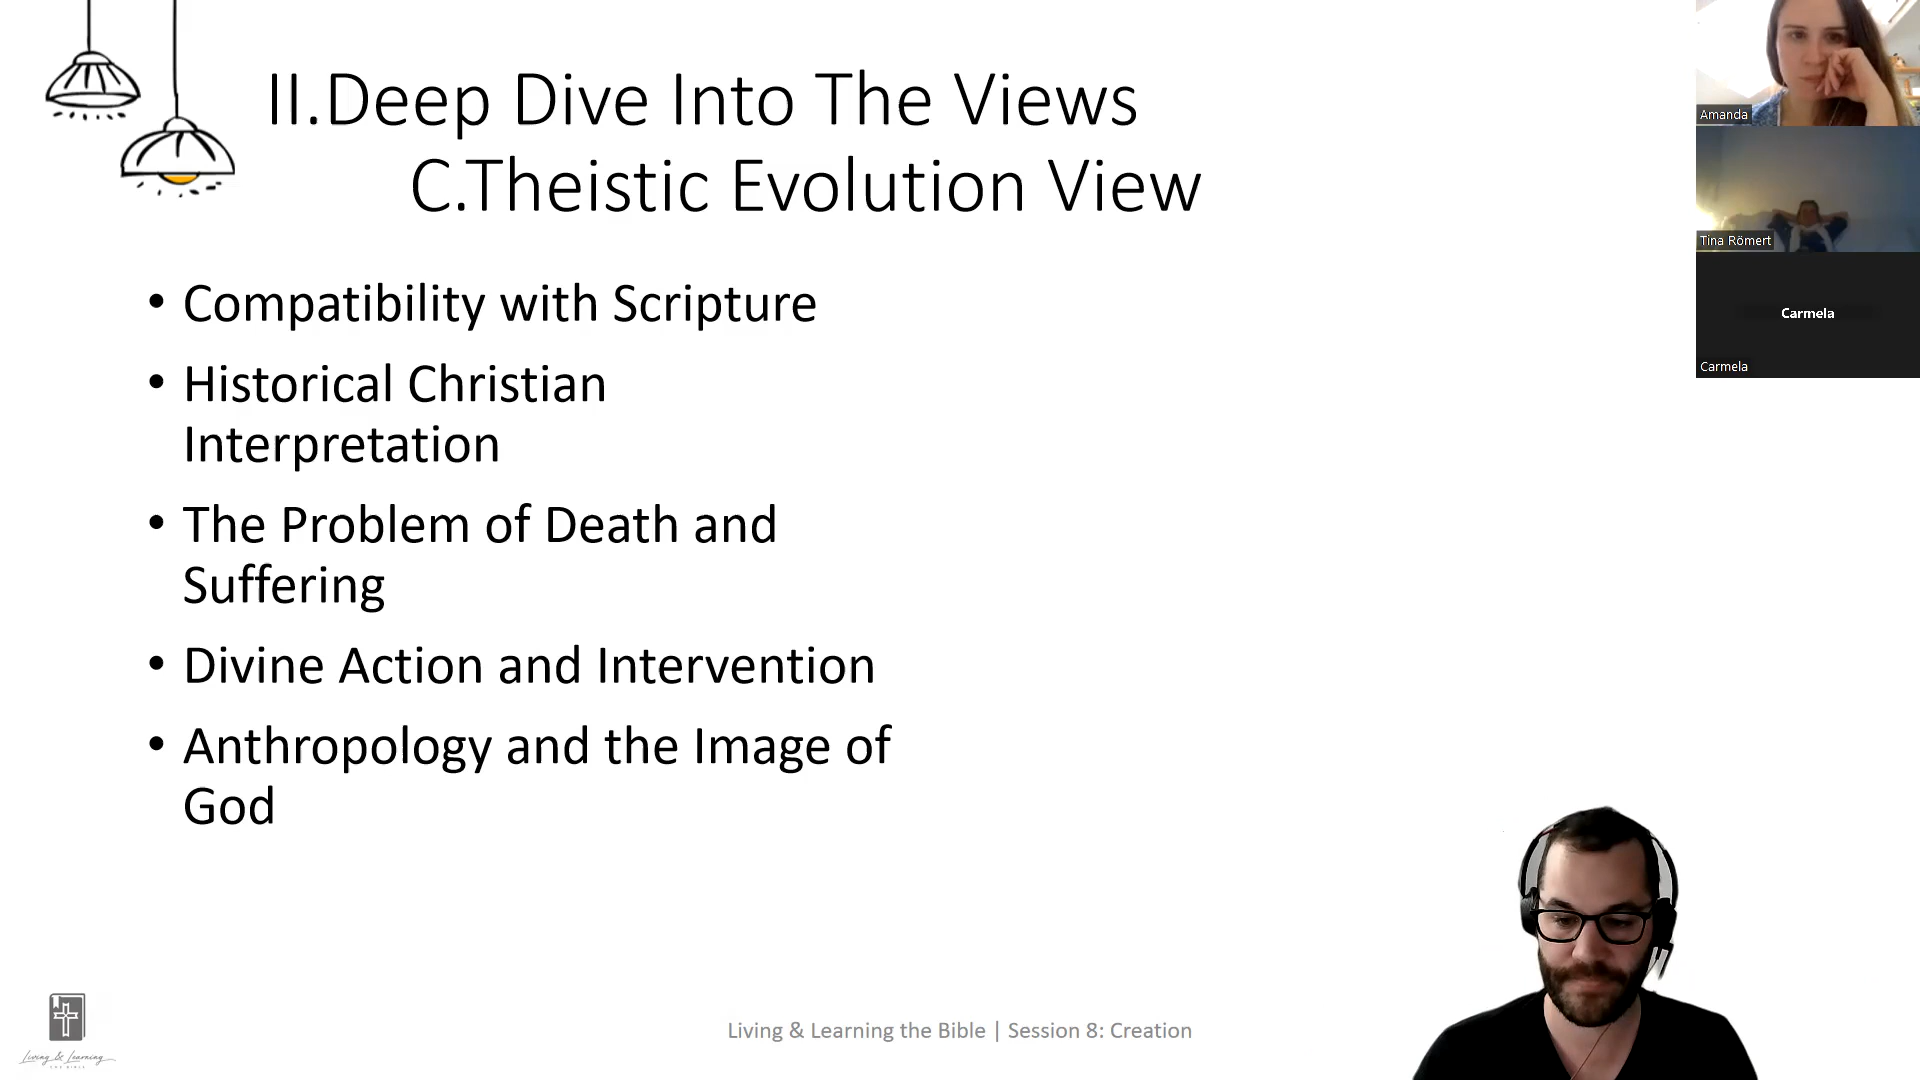 II.Deep Dive Into The Views
C.Theistic Evolution View
• Compatibility with Scripture
• Historical Christian
Interpretation
• The Problem of Death and
Suffering
• Divine Action and Intervention
• Anthropology and the Image of
God
Amanda
Tina Römert
Carmela
Carmela
Living & Learning
THE BIBLE
Living & Learning the Bible | Session 8: Creation